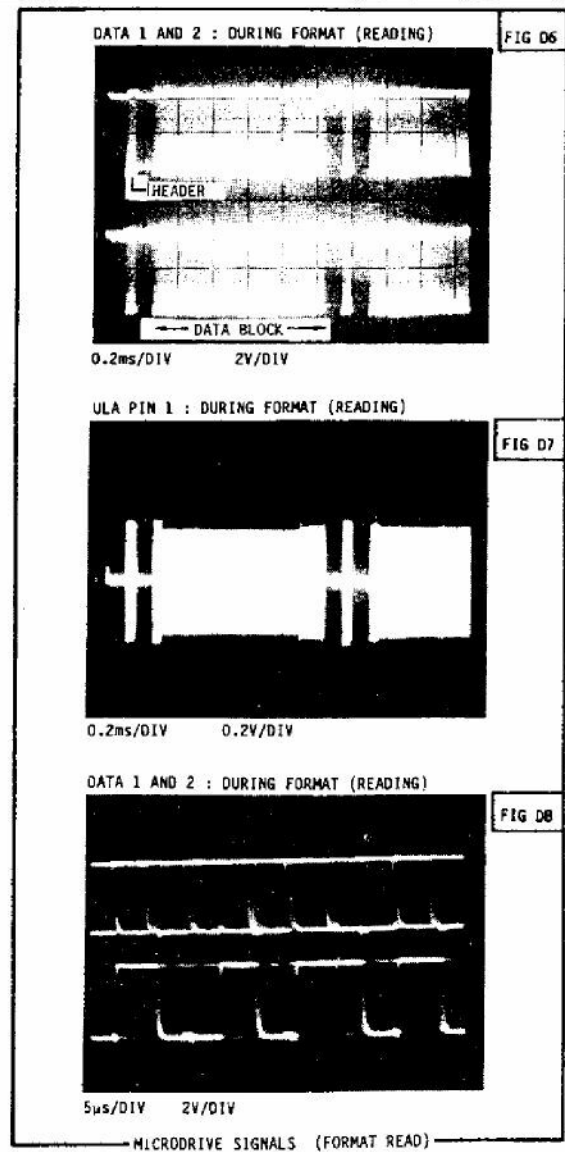 DATA 1 AND 2 : DURING FORMAT (READING)
FIG D6
HEADER
DATA BLOCK
0.2ms/DIV 2V/DIV
ULA PIN 1 : DURING FORMAT (READING)
FIG D7
0.2ms/DIV 0.2V/DIV
DATA 1 AND 2 : DURING FORMAT (READING)
FIG D8
5µs/DIV 2V/DIV
MICRODRIVE SIGNALS (FORMAT READ)